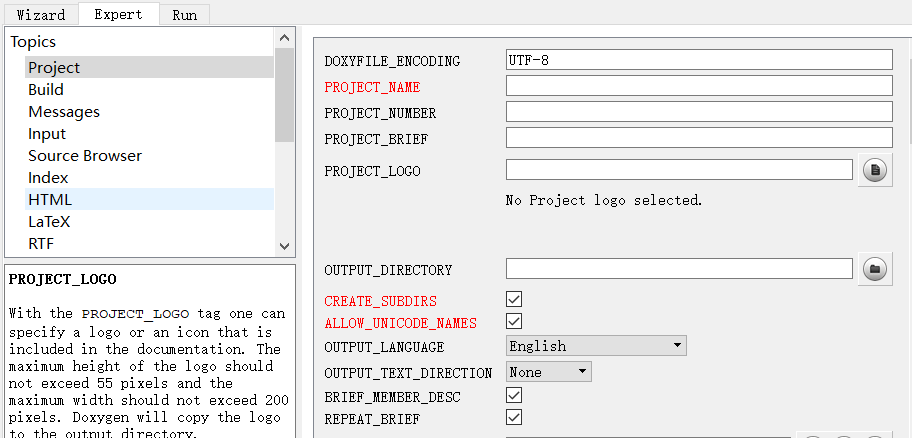 Wizard Expert Run
Topics
Project
Build
Messages
Input
Source Browser
Index
HTML
LaTeX
RTF
PROJECT_LOGO
With the PROJECT_LOGO tag one can
specify a logo or an icon that is
included in the documentation. The
maximum height of the logo should
not exceed 55 pixels and the
maximum width should not exceed 200
pixels. Doxygen will copy the logo
to the output directory.
DOXYFILE_ENCODING UTF-8
PROJECT_NAME
PROJECT_NUMBER
PROJECT_BRIEF
PROJECT_LOGO
No Project logo selected.
OUTPUT_DIRECTORY
CREATE_SUBDIRS
ALLOW_UNICODE_NAMES
OUTPUT_LANGUAGE English
OUTPUT_TEXT_DIRECTION None
BRIEF_MEMBER_DESC
REPEAT_BRIEF